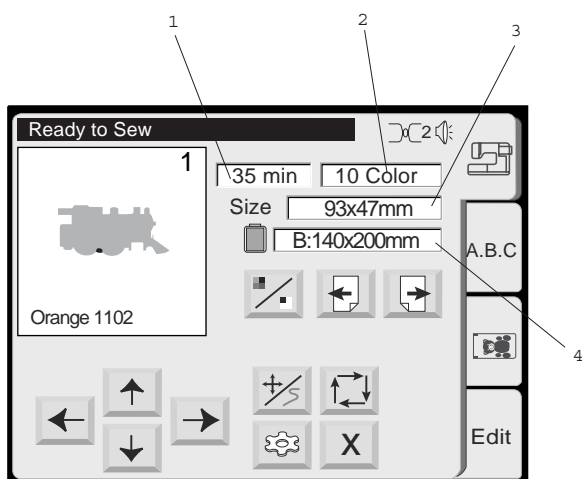 1
2
3
Ready to Sew
2
1
35 min
10 Color
Size
93x47mm
B:140x200mm
A.B.C
Orange 1102
4
X
Edit